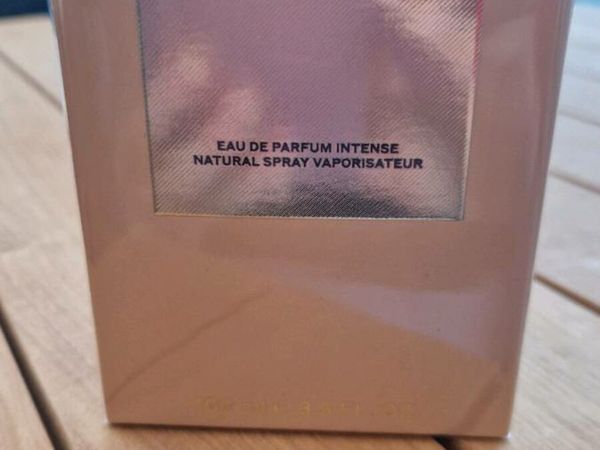 EAU DE PARFUM INTENSE
NATURAL SPRAY VAPORISATEUR